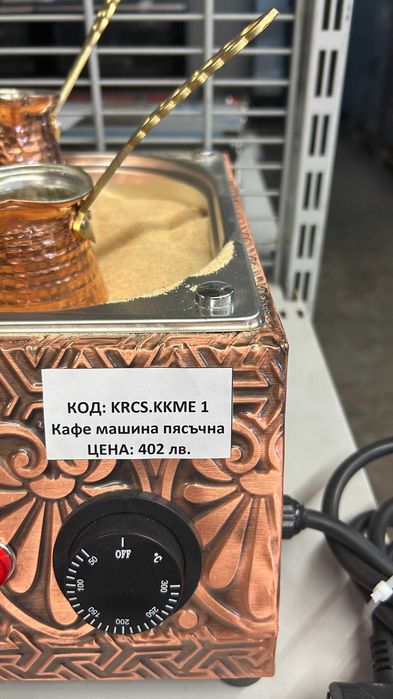 КОД: KRCS.KKME 1
Кафе машина пясъчна
ЦЕНА: 402 лв.
OFF
°C
50
100
150
200
250
300